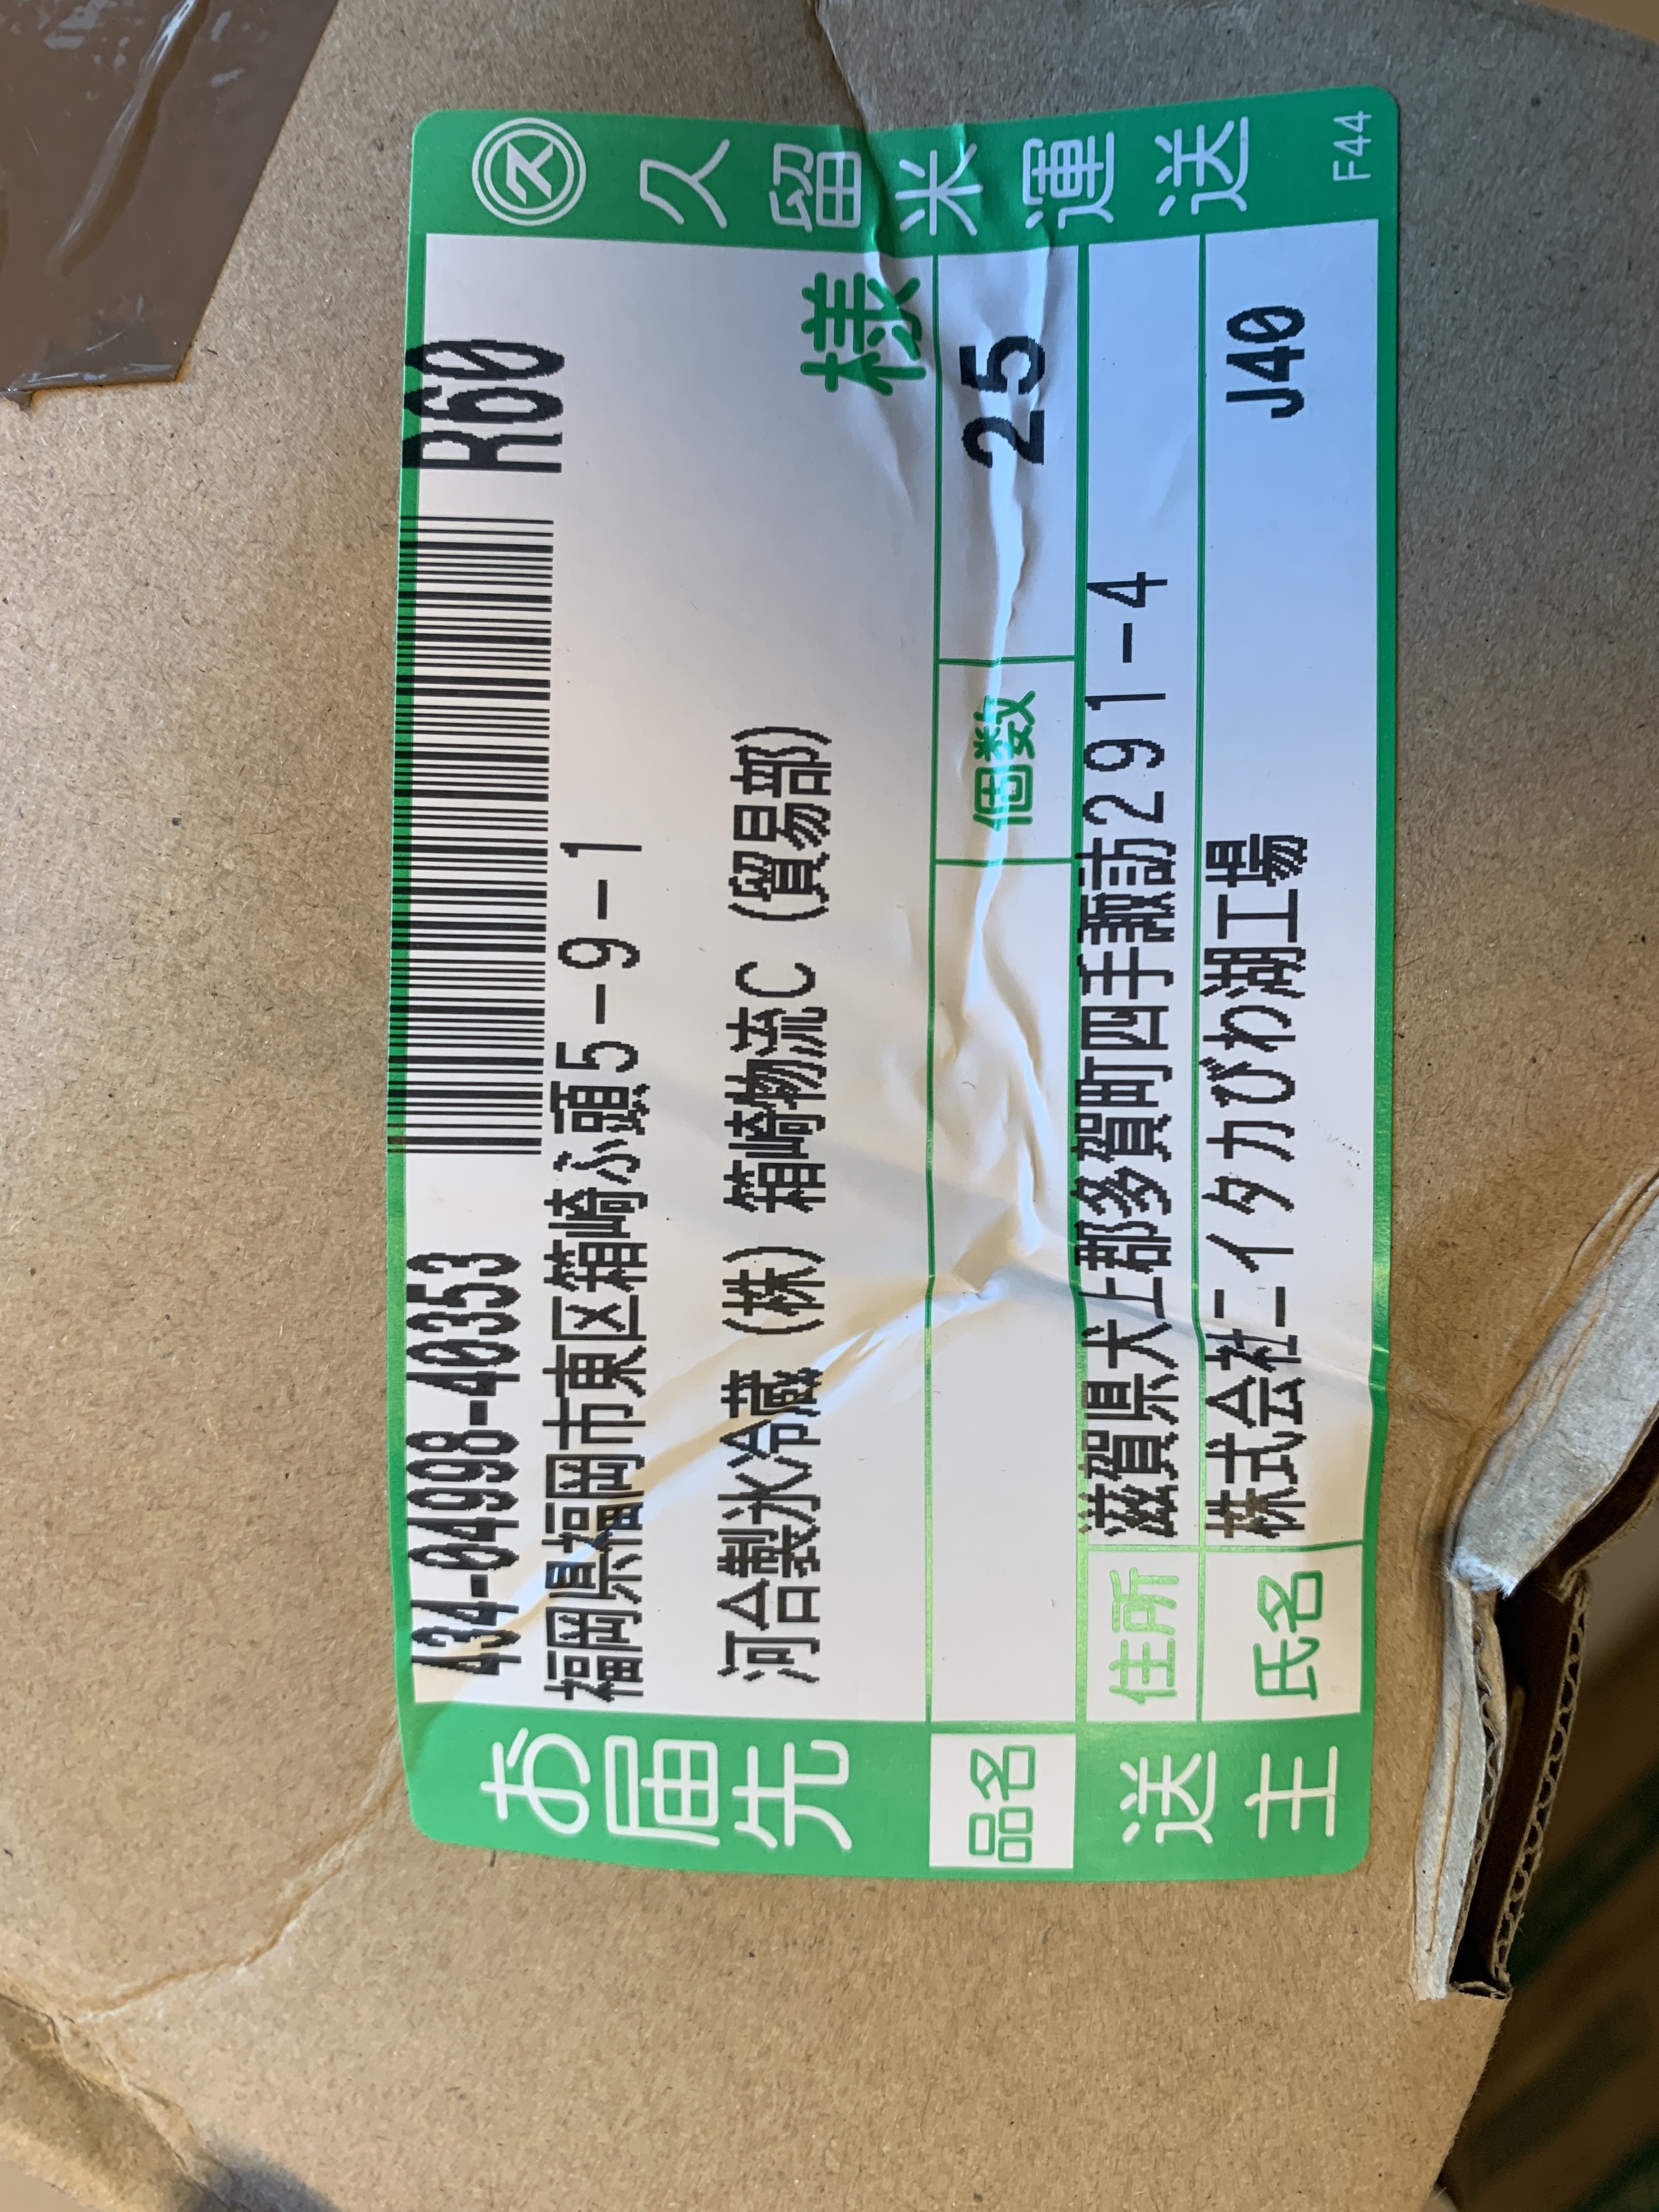 434-0498-40353 R60
お届先
福岡県福岡市東区箱崎ふ頭5-9-1
河合製氷冷蔵(株)箱崎物流C(貿易部)
様
品名 個数 25
送主
住所 滋賀県犬上郡多賀町四手諏訪291-4
氏名 株式会社ニイタカびわ湖工場 J40
久留米運送
F44